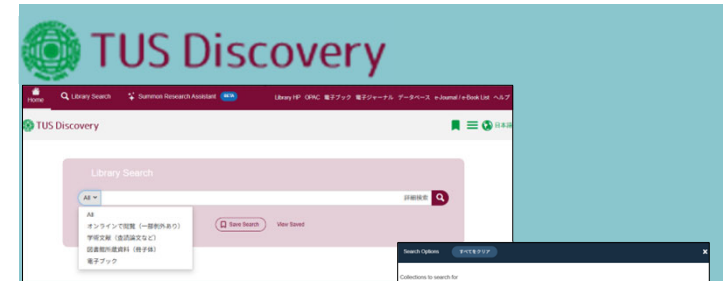 TUS Discovery
Home Library Search Summon Research Assistant BETA Library HP OPAC 電子ブック 電子ジャーナル データベース e-Journal / e-Book List ヘルプ
TUS Discovery 日本語
Library Search
All 詳細検索
All
オンラインで閲覧（一部例外あり）
学術文献（査読論文など）
図書館所蔵資料（冊子体）
電子ブック
Save Search View Saved
Search Options すべてをクリア x
Collections to search for